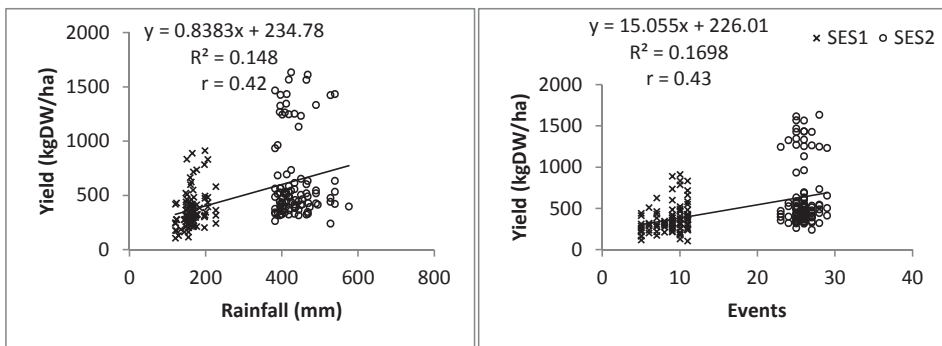 y = 0.8383x + 234.78
R² = 0.148
r = 0.42
2000
1500
1000
500
0
0 200 400 600 800
Yield (kgDW/ha)
Rainfall (mm)
y = 15.055x + 226.01
R² = 0.1698
r = 0.43
SES1 SES2
2000
1500
1000
500
0
0 10 20 30 40
Yield (kgDW/ha)
Events